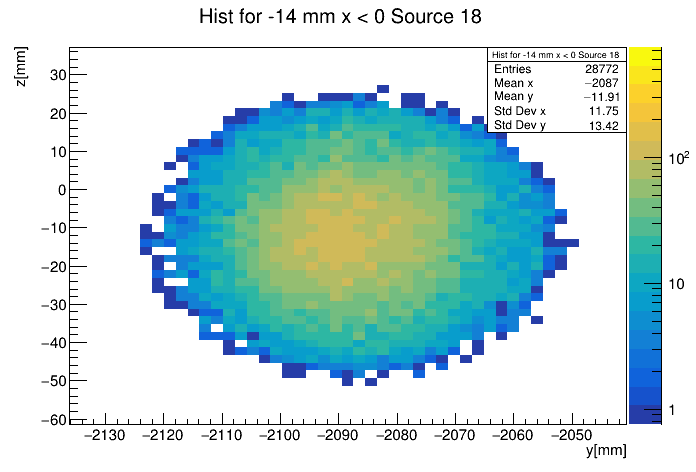 Hist for -14 mm x < 0 Source 18
z[mm]
Hist for -14 mm x < 0 Source 18
Entries 28772
Mean x −2087
Mean y −11.91
Std Dev x 11.75
Std Dev y 13.42
30
20
10
0
−10
−20
−30
−40
−50
−60
10²
10
1
−2130 −2120 −2110 −2100 −2090 −2080 −2070 −2060 −2050
y[mm]